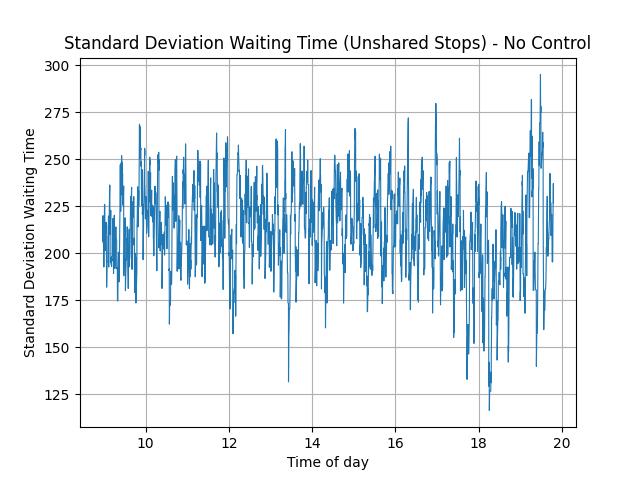 Standard Deviation Waiting Time (Unshared Stops) - No Control
Standard Deviation Waiting Time
300
275
250
225
200
175
150
125
10 12 14 16 18 20
Time of day